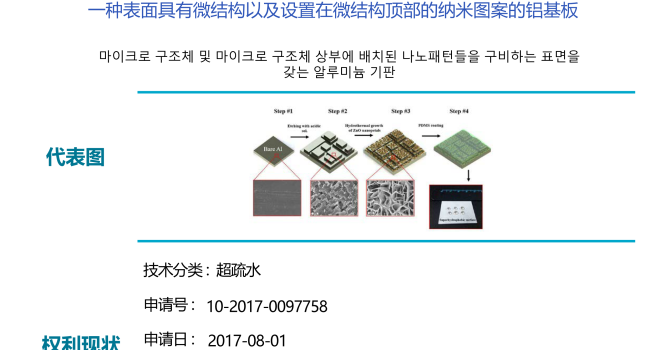 一种表面具有微结构以及设置在微结构顶部的纳米图案的铝基板
마이크로 구조체 및 마이크로 구조체 상부에 배치된 나노패턴들을 구비하는 표면을
갖는 알루미늄 기판
Step #1 Step #2 Step #3 Step #4
Etching with acidic
Hydrothermal growth
of ZnO nanopetals
PDMS coating
Bare Al
代表图
技术分类 : 超疏水
申请号 : 10-2017-0097758
申请日 : 2017-08-01
权利现状